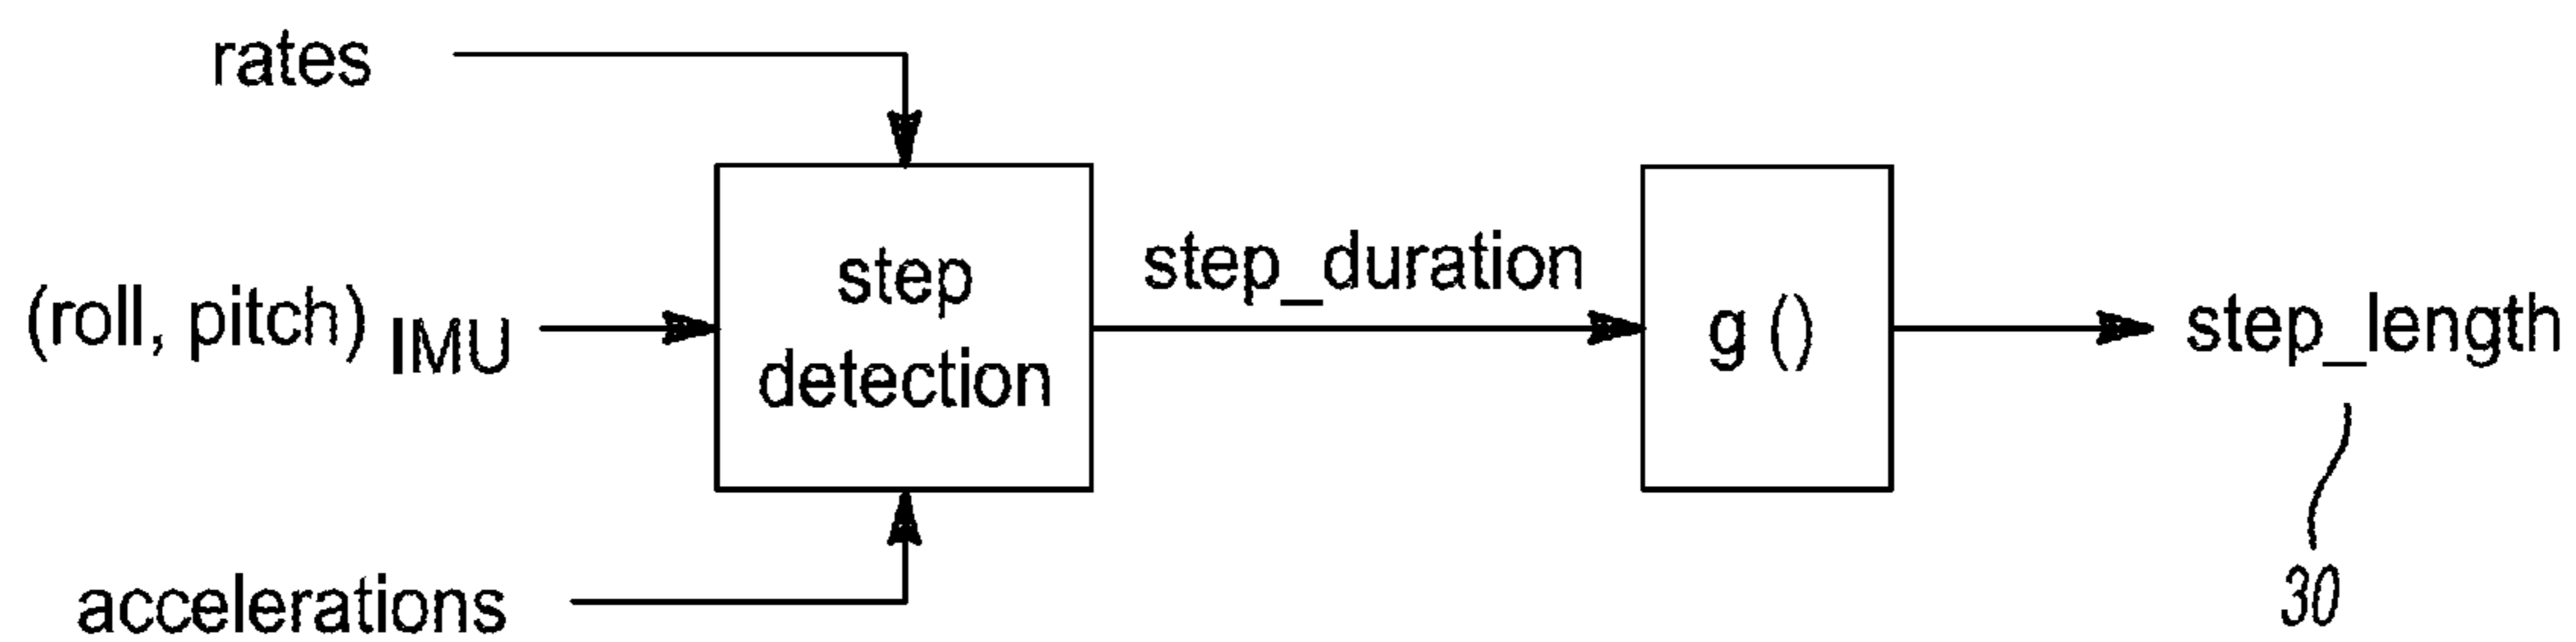 rates
(roll, pitch) IMU
step
detection
step_duration
g ()
step_length
accelerations
30